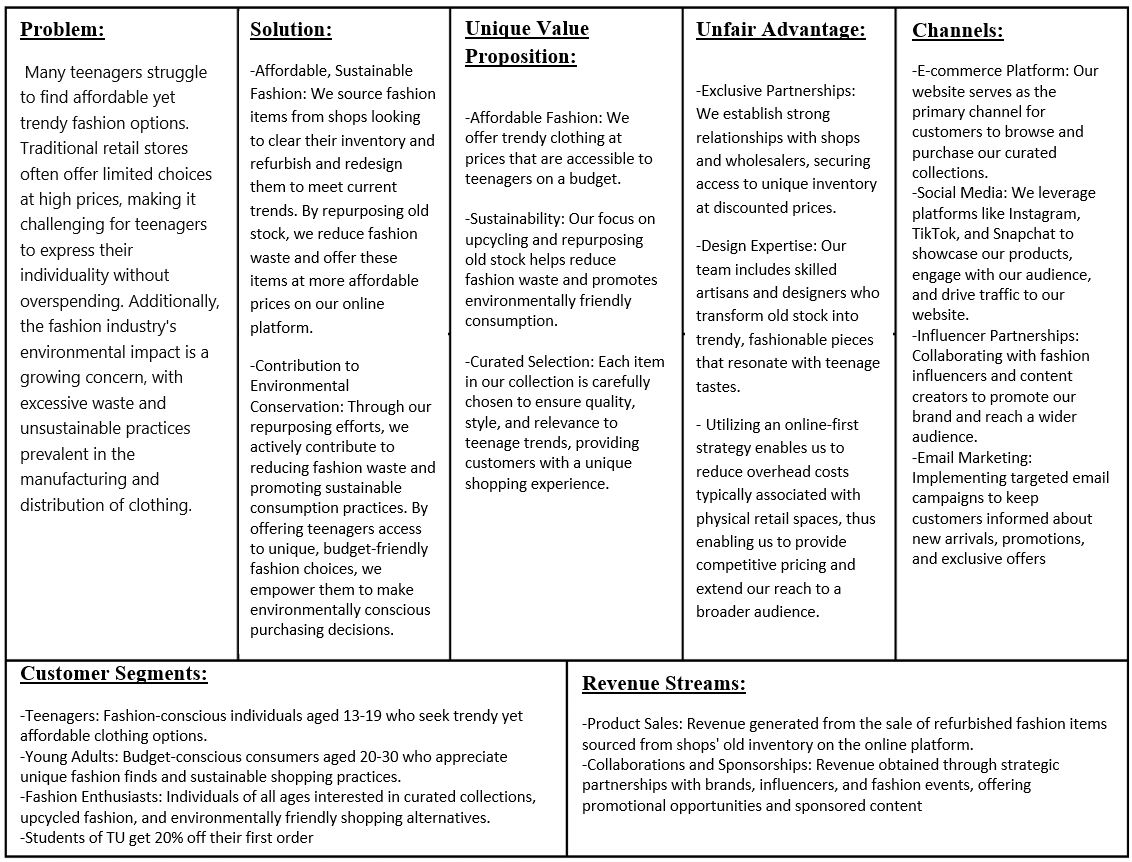 Problem:
Many teenagers struggle
to find affordable yet
trendy fashion options.
Traditional retail stores
often offer limited choices
at high prices, making it
challenging for teenagers
to express their
individuality without
overspending. Additionally,
the fashion industry's
environmental impact is a
growing concern, with
excessive waste and
unsustainable practices
prevalent in the
manufacturing and
distribution of clothing.
Solution:
-Affordable, Sustainable
Fashion: We source fashion
items from shops looking
to clear their inventory and
refurbish and redesign
them to meet current
trends. By repurposing old
stock, we reduce fashion
waste and offer these
items at more affordable
prices on our online
platform.
-Contribution to
Environmental
Conservation: Through our
repurposing efforts, we
actively contribute to
reducing fashion waste and
promoting sustainable
consumption practices. By
offering teenagers access
to unique, budget-friendly
fashion choices, we
empower them to make
environmentally conscious
purchasing decisions.
Unique Value
Proposition:
-Affordable Fashion: We
offer trendy clothing at
prices that are accessible to
teenagers on a budget.
-Sustainability: Our focus on
upcycling and repurposing
old stock helps reduce
fashion waste and promotes
environmentally friendly
consumption.
-Curated Selection: Each item
in our collection is carefully
chosen to ensure quality,
style, and relevance to
teenage trends, providing
customers with a unique
shopping experience.
Unfair Advantage:
-Exclusive Partnerships:
We establish strong
relationships with shops
and wholesalers, securing
access to unique inventory
at discounted prices.
-Design Expertise: Our
team includes skilled
artisans and designers who
transform old stock into
trendy, fashionable pieces
that resonate with teenage
tastes.
- Utilizing an online-first
strategy enables us to
reduce overhead costs
typically associated with
physical retail spaces, thus
enabling us to provide
competitive pricing and
extend our reach to a
broader audience.
Channels:
-E-commerce Platform: Our
website serves as the
primary channel for
customers to browse and
purchase our curated
collections.
-Social Media: We leverage
platforms like Instagram,
TikTok, and Snapchat to
showcase our products,
engage with our audience,
and drive traffic to our
website.
-Influencer Partnerships:
Collaborating with fashion
influencers and content
creators to promote our
brand and reach a wider
audience.
-Email Marketing:
Implementing targeted email
campaigns to keep
customers informed about
new arrivals, promotions,
and exclusive offers
Customer Segments:
-Teenagers: Fashion-conscious individuals aged 13-19 who seek trendy yet
affordable clothing options.
-Young Adults: Budget-conscious consumers aged 20-30 who appreciate
unique fashion finds and sustainable shopping practices.
-Fashion Enthusiasts: Individuals of all ages interested in curated collections,
upcycled fashion, and environmentally friendly shopping alternatives.
-Students of TU get 20% off their first order
Revenue Streams:
-Product Sales: Revenue generated from the sale of refurbished fashion items
sourced from shops' old inventory on the online platform.
-Collaborations and Sponsorships: Revenue obtained through strategic
partnerships with brands, influencers, and fashion events, offering
promotional opportunities and sponsored content